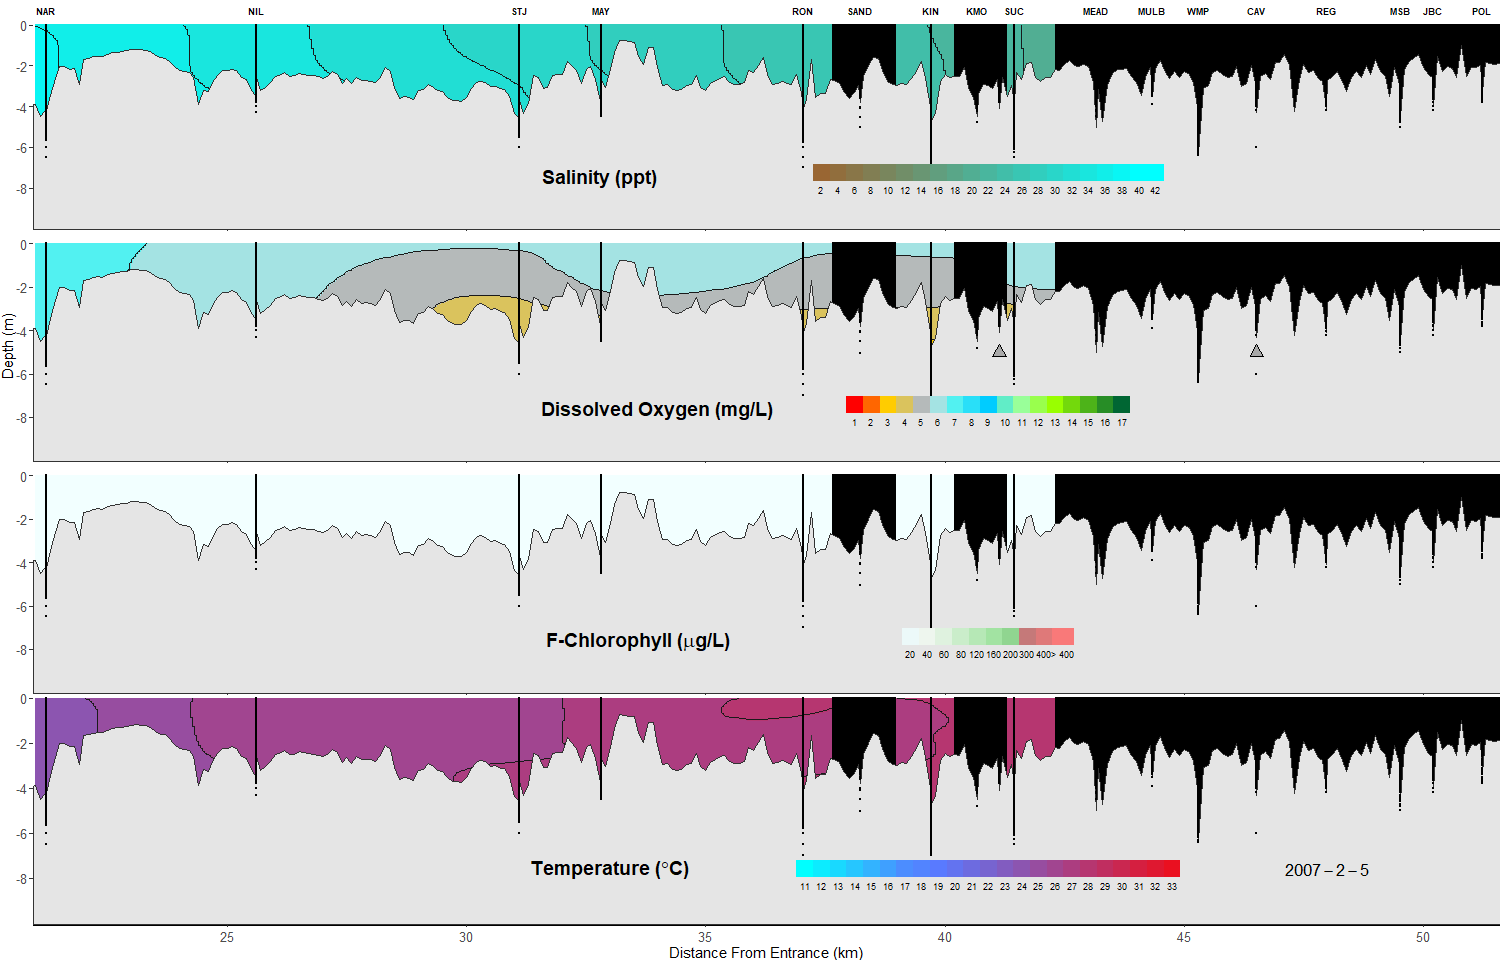 NAR NIL STJ MAY RON SAND KIN KMO SUC MEAD MULB WMP CAV REG MSB JBC POL
0
-2
-4
-6
-8
Salinity (ppt)
2 4 6 8 10 12 14 16 18 20 22 24 26 28 30 32 34 36 38 40 42
0
-2
-4
-6
-8
Depth (m)
Dissolved Oxygen (mg/L)
1 2 3 4 5 6 7 8 9 10 11 12 13 14 15 16 17
0
-2
-4
-6
-8
F-Chlorophyll (μg/L)
20 40 60 80 120 160 200 300 400 > 400
0
-2
-4
-6
-8
Temperature (°C)
11 12 13 14 15 16 17 18 19 20 21 22 23 24 25 26 27 28 29 30 31 32 33
2007 – 2 – 5
25 30 35 40 45 50
Distance From Entrance (km)